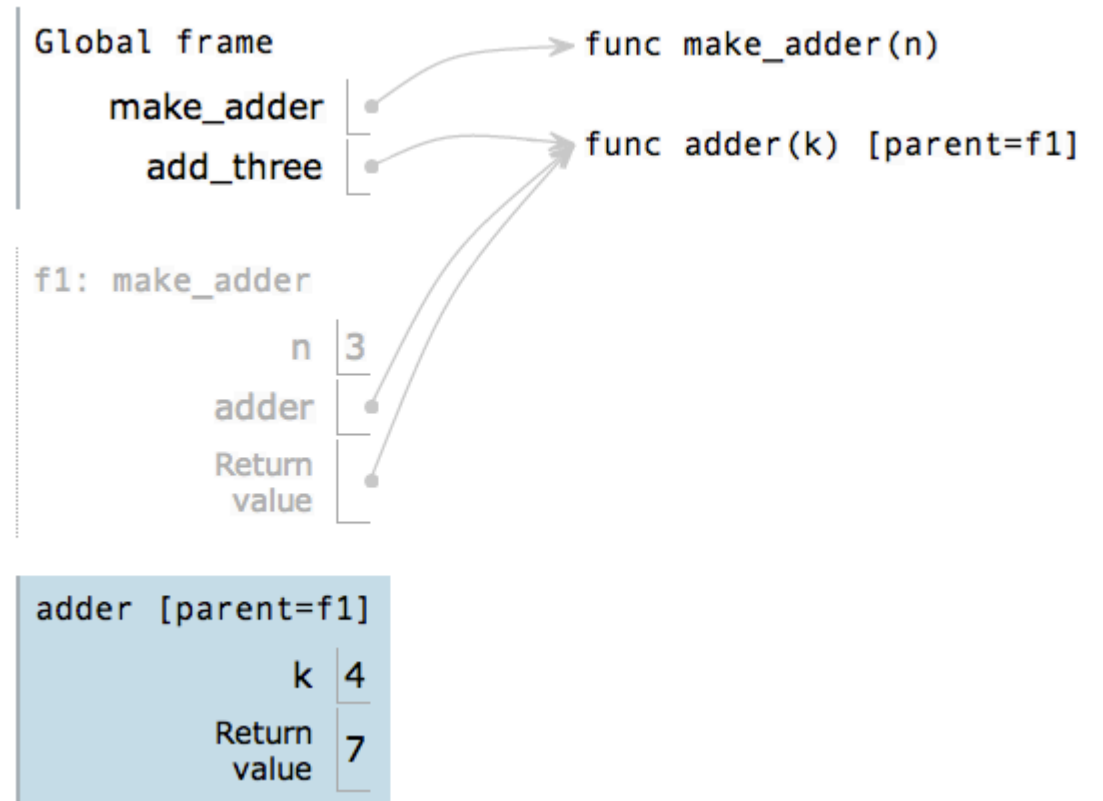 Global frame
func make_adder(n)
make_adder
func adder(k) [parent=f1]
add_three
f1: make_adder
n 3
adder
Return
value
adder [parent=f1]
k 4
Return
value 7